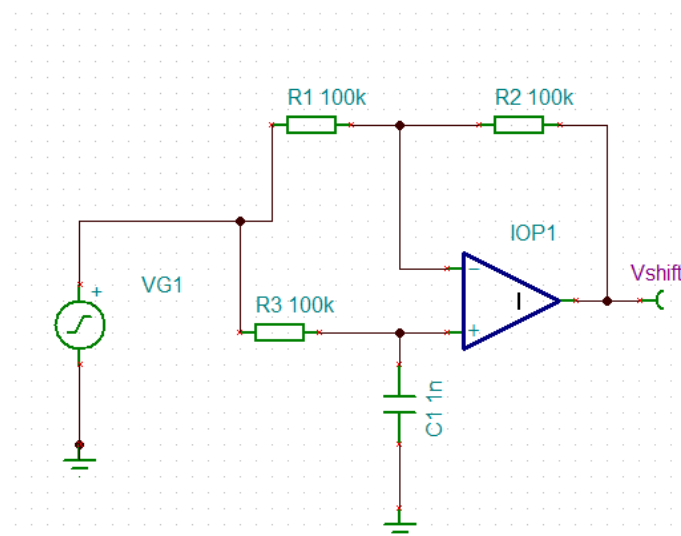 R1 100k
R2 100k
IOP1
Vshift
+
VG1
−
R3 100k
I
+
C1 1n